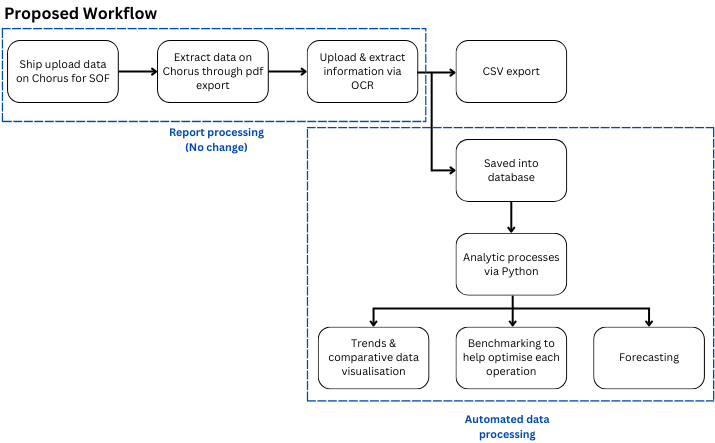 Proposed Workflow
Ship upload data
on Chorus for SOF
Extract data on
Chorus through pdf
export
Upload & extract
information via
OCR
CSV export
Report processing
(No change)
Saved into
database
Analytic processes
via Python
Trends &
comparative data
visualisation
Benchmarking to
help optimise each
operation
Forecasting
Automated data
processing